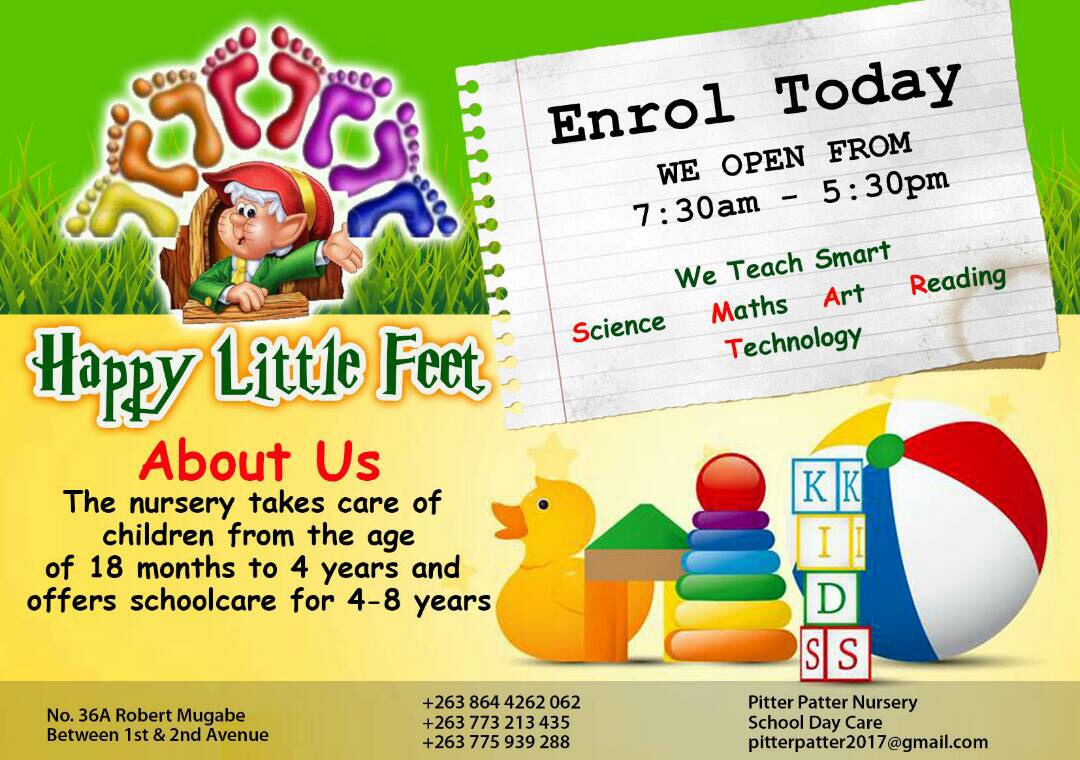 Enrol Today
WE OPEN FROM
7:30am - 5:30pm
We Teach Smart
Science Maths Art Reading
Technology
Happy Little Feet
About Us
The nursery takes care of
children from the age
of 18 months to 4 years and
offers schoolcare for 4-8 years
K K
I I
D
S S
No. 36A Robert Mugabe
Between 1st & 2nd Avenue
+263 864 4262 062
+263 773 213 435
+263 775 939 288
Pitter Patter Nursery
School Day Care
pitterpatter2017@gmail.com